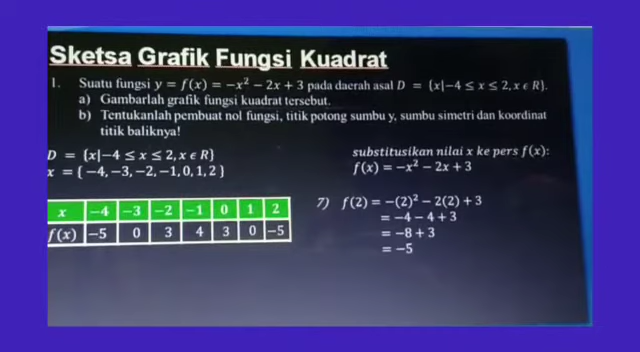 Sketsa Grafik Fungsi Kuadrat
1. Suatu fungsi y = f(x) = −x² − 2x + 3 pada daerah asal D = {x|−4 ≤ x ≤ 2, x ϵ R}.
a) Gambarlah grafik fungsi kuadrat tersebut.
b) Tentukanlah pembuat nol fungsi, titik potong sumbu y, sumbu simetri dan koordinat
titik baliknya!
D = {x|−4 ≤ x ≤ 2, x ϵ R}
x = {−4, −3, −2, −1, 0, 1, 2}
x −4 −3 −2 −1 0 1 2
f(x) −5 0 3 4 3 0 −5
substitusikan nilai x ke pers f(x):
f(x) = −x² − 2x + 3
7) f(2) = −(2)² − 2(2) + 3
= −4 − 4 + 3
= −8 + 3
= −5